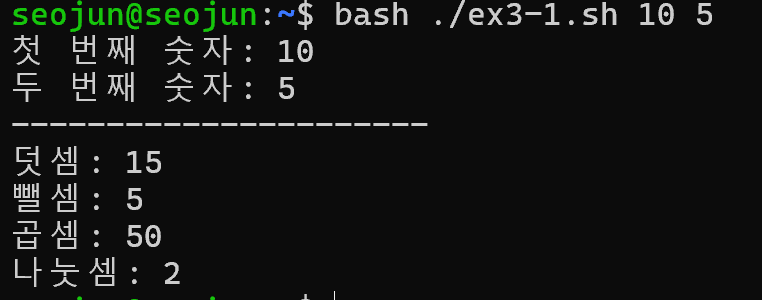 seojun@seojun:~$ bash ./ex3-1.sh 10 5
첫 번째 숫자: 10
두 번째 숫자: 5
----------------------
덧셈: 15
뺄셈: 5
곱셈: 50
나눗셈: 2